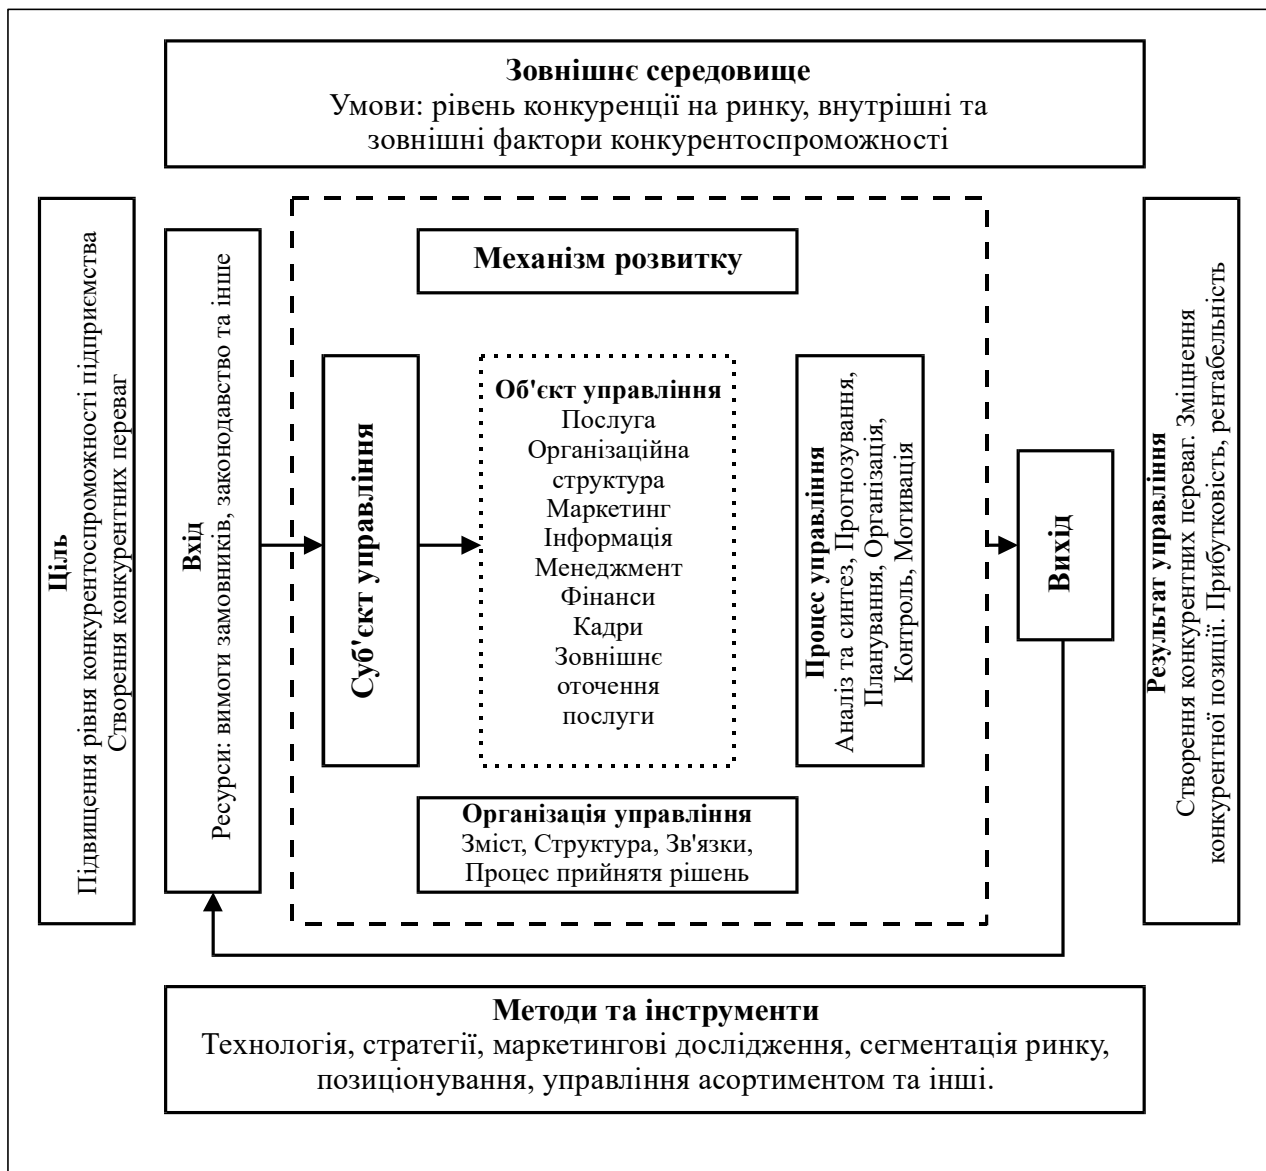 Зовнішнє середовище
Умови: рівень конкуренції на ринку, внутрішні та
зовнішні фактори конкурентоспроможності
Ціль
Підвищення рівня конкурентоспроможності підприємства
Створення конкурентних переваг
Вхід
Ресурси: вимоги замовників, законодавство та інше
Механізм розвитку
Суб'єкт управління
Об'єкт управління
Послуга
Організаційна
структура
Маркетинг
Інформація
Менеджмент
Фінанси
Кадри
Зовнішнє
оточення
послуги
Процес управління
Аналіз та синтез, Прогнозування,
Планування, Організація,
Контроль, Мотивація
Організація управління
Зміст, Структура, Зв'язки,
Процес прийнятя рішень
Вихід
Результат управління
Створення конкурентних переваг. Зміцнення
конкурентної позиції. Прибутковість, рентабельність
Методи та інструменти
Технологія, стратегії, маркетингові дослідження, сегментація ринку,
позиціонування, управління асортиментом та інші.